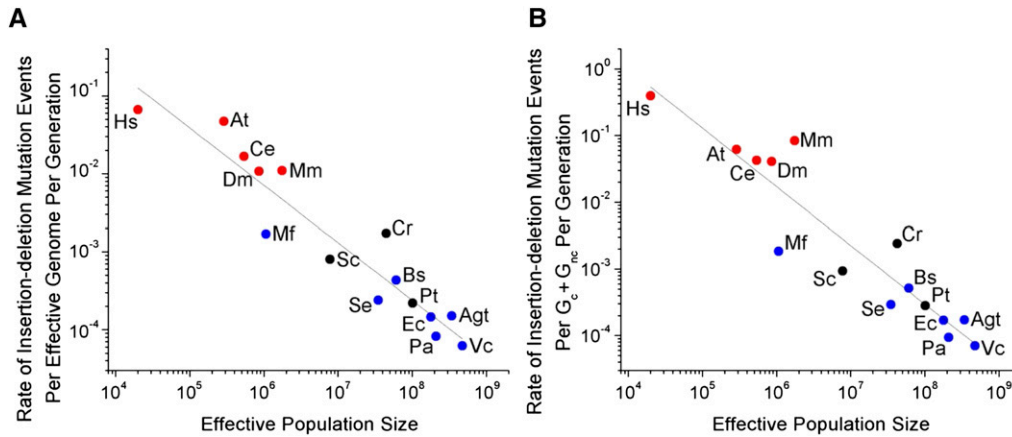 A
Rate of Insertion-deletion Mutation Events
Per Effective Genome Per Generation
10^-1
10^-2
10^-3
10^-4
Hs
At
Ce
Dm
Mm
Mf
Cr
Sc
Bs
Se
Pt
Ec
Agt
Pa
Vc
10^4 10^5 10^6 10^7 10^8 10^9
Effective Population Size
B
Rate of Insertion-deletion Mutation Events
Per G_c + G_nc Per Generation
10^0
10^-1
10^-2
10^-3
10^-4
Hs
Mm
At
Ce
Dm
Mf
Cr
Sc
Bs
Se
Pt
Ec
Agt
Pa
Vc
10^4 10^5 10^6 10^7 10^8 10^9
Effective Population Size